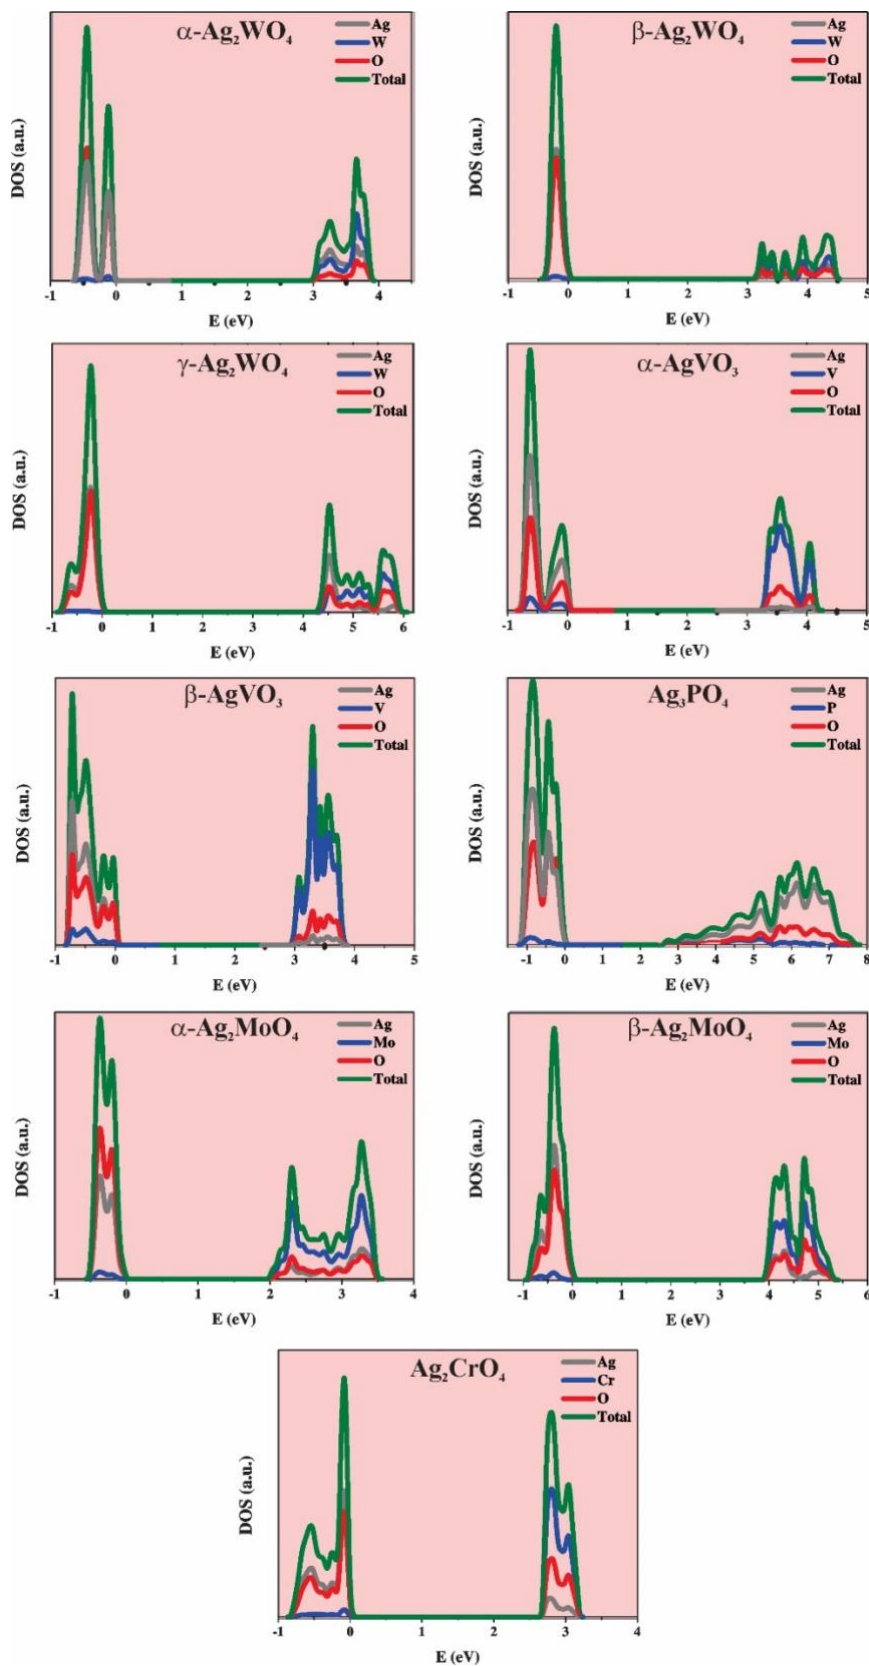 α-Ag₂WO₄
Ag
W
O
Total
DOS (a.u.)
-1 0 1 2 3 4
E (eV)
β-Ag₂WO₄
Ag
W
O
Total
DOS (a.u.)
-1 0 1 2 3 4 5
E (eV)
γ-Ag₂WO₄
Ag
W
O
Total
DOS (a.u.)
-1 0 1 2 3 4 5 6
E (eV)
α-AgVO₃
Ag
V
O
Total
DOS (a.u.)
-1 0 1 2 3 4 5
E (eV)
β-AgVO₃
Ag
V
O
Total
DOS (a.u.)
-1 0 1 2 3 4 5
E (eV)
Ag₃PO₄
Ag
P
O
Total
DOS (a.u.)
-1 0 1 2 3 4 5 6 7 8
E (eV)
α-Ag₂MoO₄
Ag
Mo
O
Total
DOS (a.u.)
-1 0 1 2 3 4
E (eV)
β-Ag₂MoO₄
Ag
Mo
O
Total
DOS (a.u.)
-1 0 1 2 3 4 5 6
E (eV)
Ag₂CrO₄
Ag
Cr
O
Total
DOS (a.u.)
-1 0 1 2 3 4
E (eV)